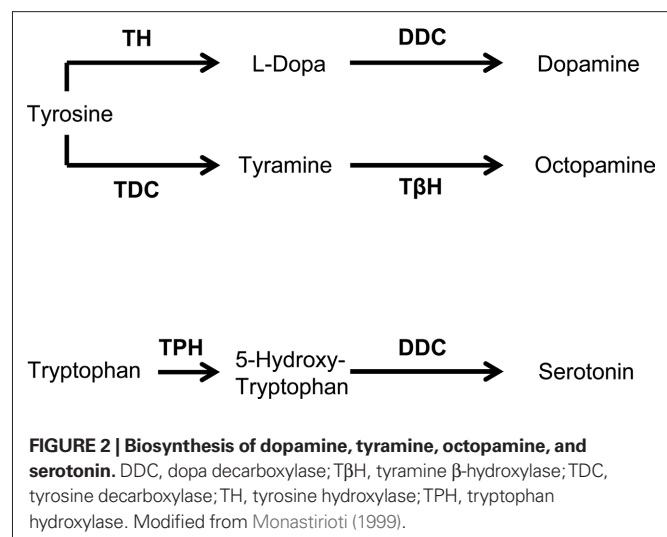 TH
DDC
L-Dopa
Dopamine
Tyrosine
Tyramine
Octopamine
TDC
TβH
TPH
DDC
Tryptophan
5-Hydroxy-
Tryptophan
Serotonin
FIGURE 2 | Biosynthesis of dopamine, tyramine, octopamine, and
serotonin. DDC, dopa decarboxylase; TβH, tyramine β-hydroxylase; TDC,
tyrosine decarboxylase; TH, tyrosine hydroxylase; TPH, tryptophan
hydroxylase. Modified from Monastirioti (1999).